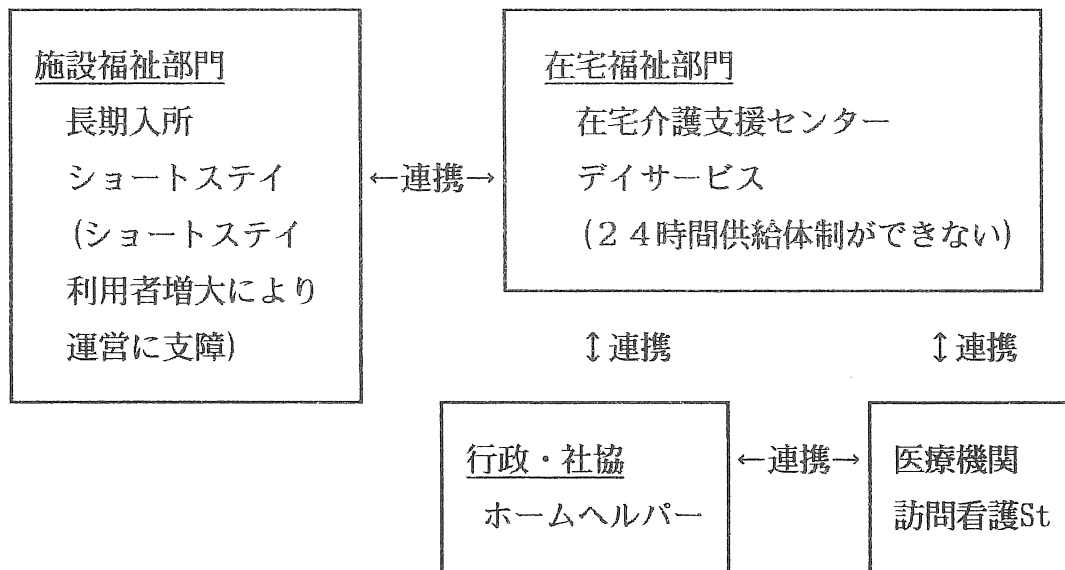 施設福祉部門
長期入所
ショートステイ
(ショートステイ
利用者増大により
運営に支障)
←連携→
在宅福祉部門
在宅介護支援センター
デイサービス
(２４時間供給体制ができない)
↕連携
↕連携
行政・社協
ホームヘルパー
←連携→
医療機関
訪問看護St